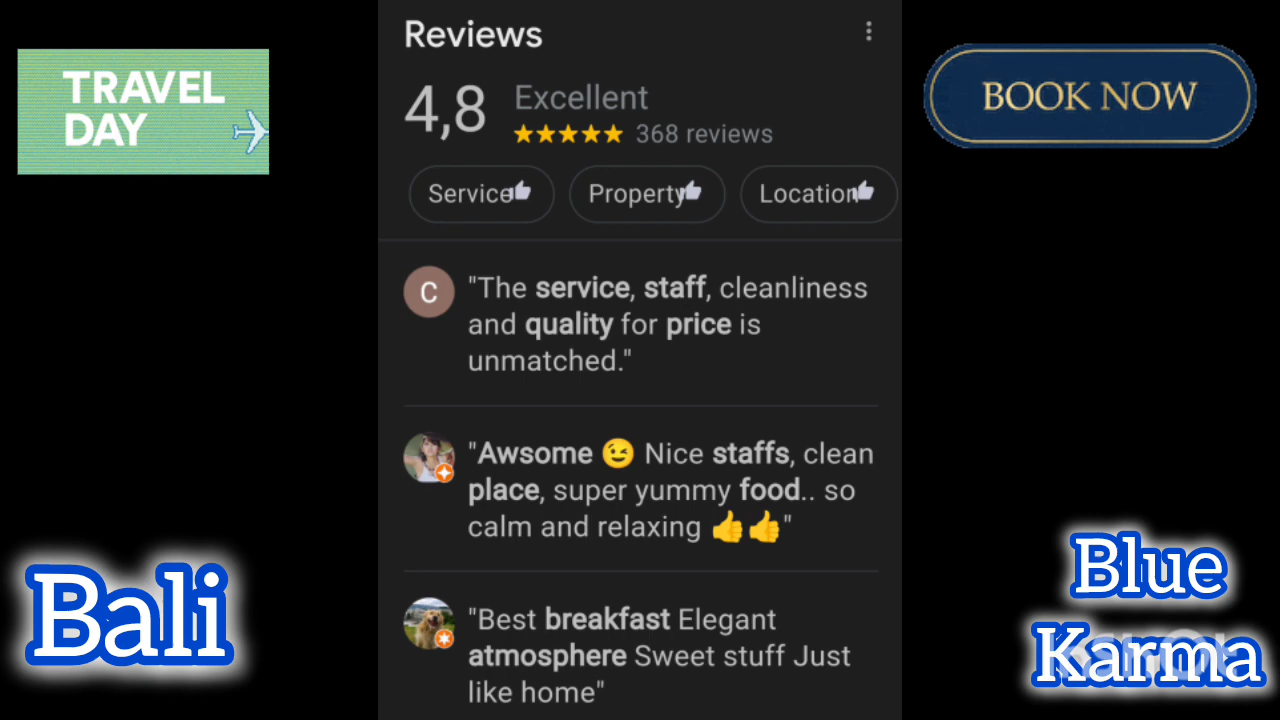 TRAVEL
DAY
Reviews
4,8
Excellent
368 reviews
Service
Property
Location
C
"The service, staff, cleanliness
and quality for price is
unmatched."
"Awsome 😉 Nice staffs, clean
place, super yummy food.. so
calm and relaxing 👍👍"
"Best breakfast Elegant
atmosphere Sweet stuff Just
like home"
BOOK NOW
Bali
Blue
Karma